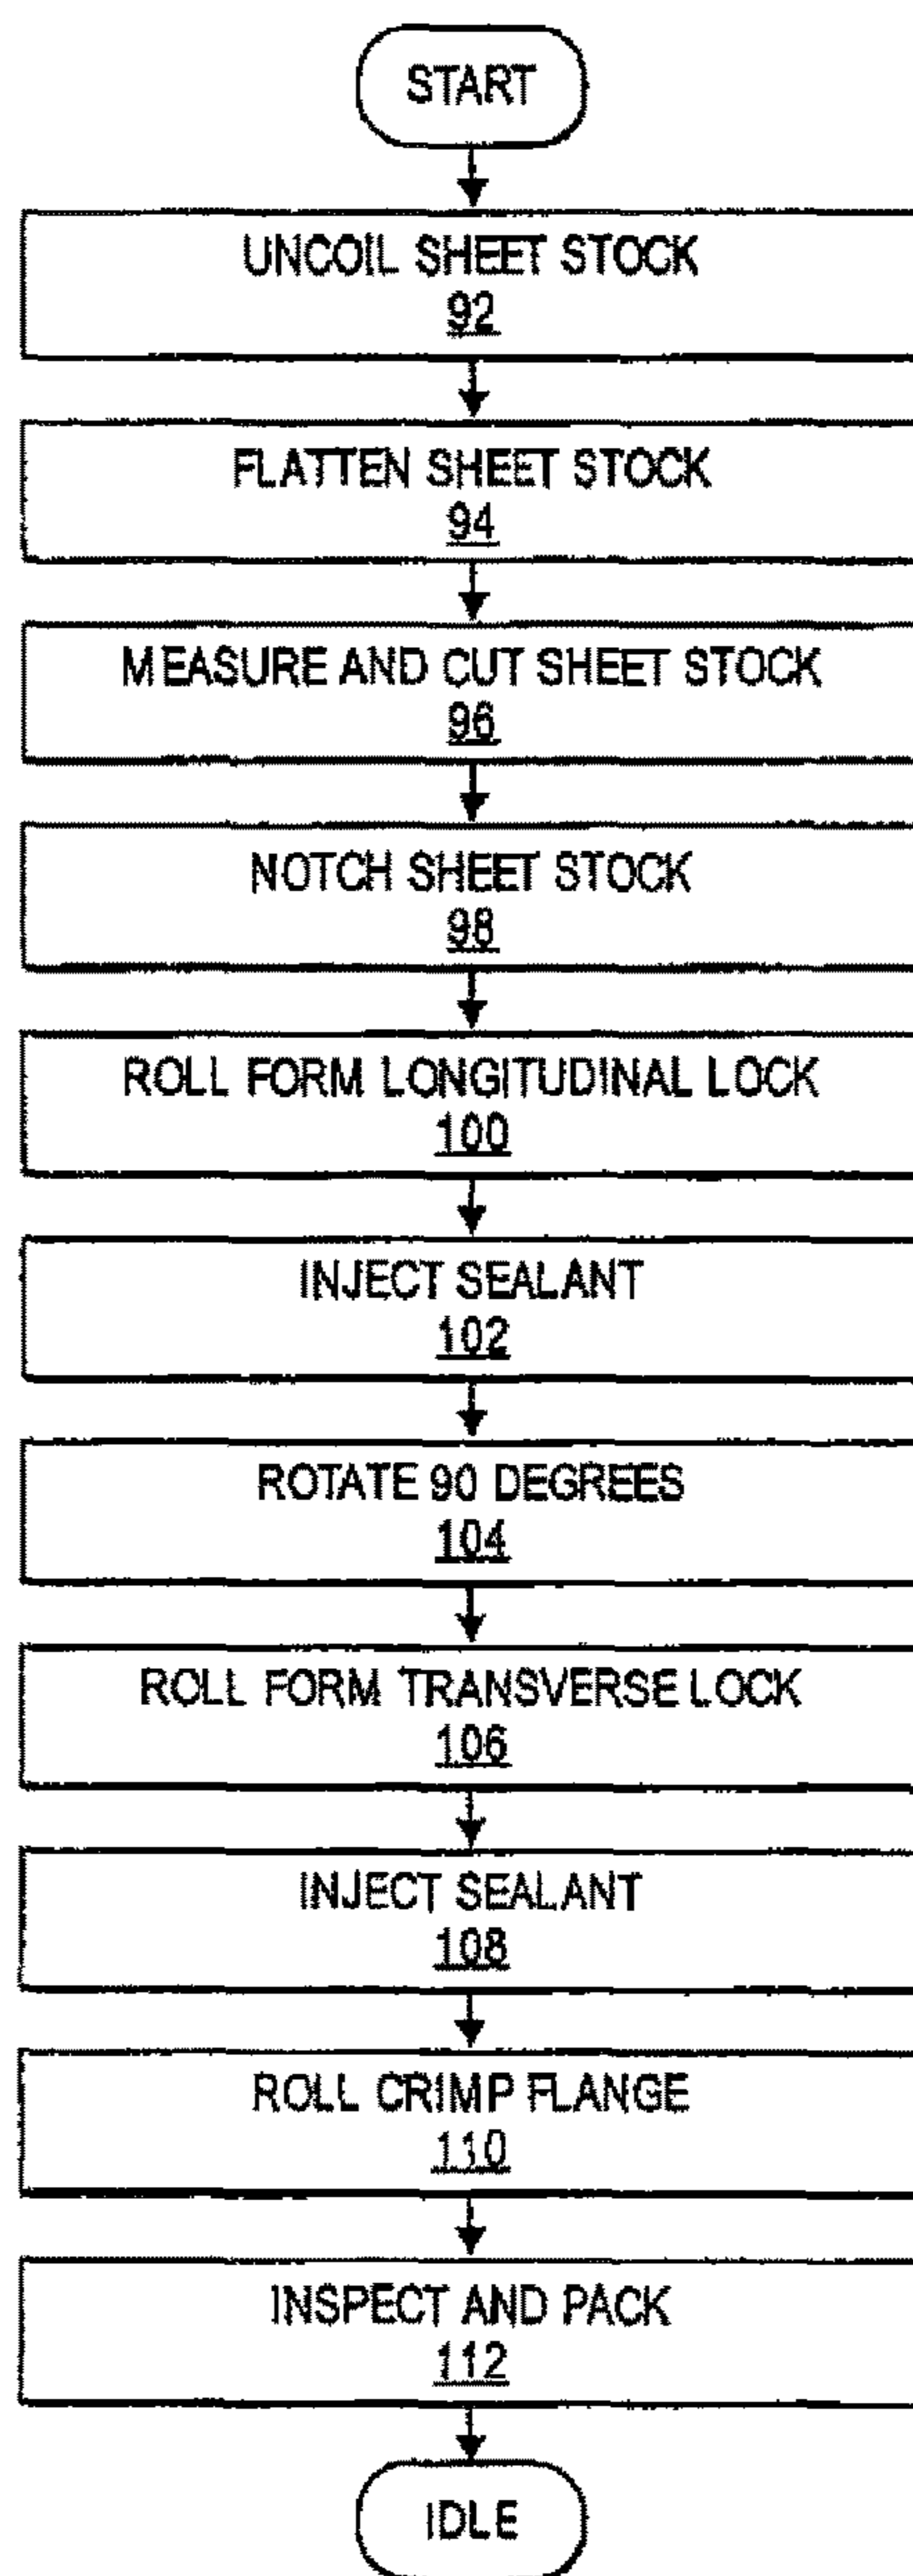 START
UNCOIL SHEET STOCK
92
FLATTEN SHEET STOCK
94
MEASURE AND CUT SHEET STOCK
96
NOTCH SHEET STOCK
98
ROLL FORM LONGITUDINAL LOCK
100
INJECT SEALANT
102
ROTATE 90 DEGREES
104
ROLL FORM TRANSVERSE LOCK
106
INJECT SEALANT
108
ROLL CRIMP FLANGE
110
INSPECT AND PACK
112
IDLE